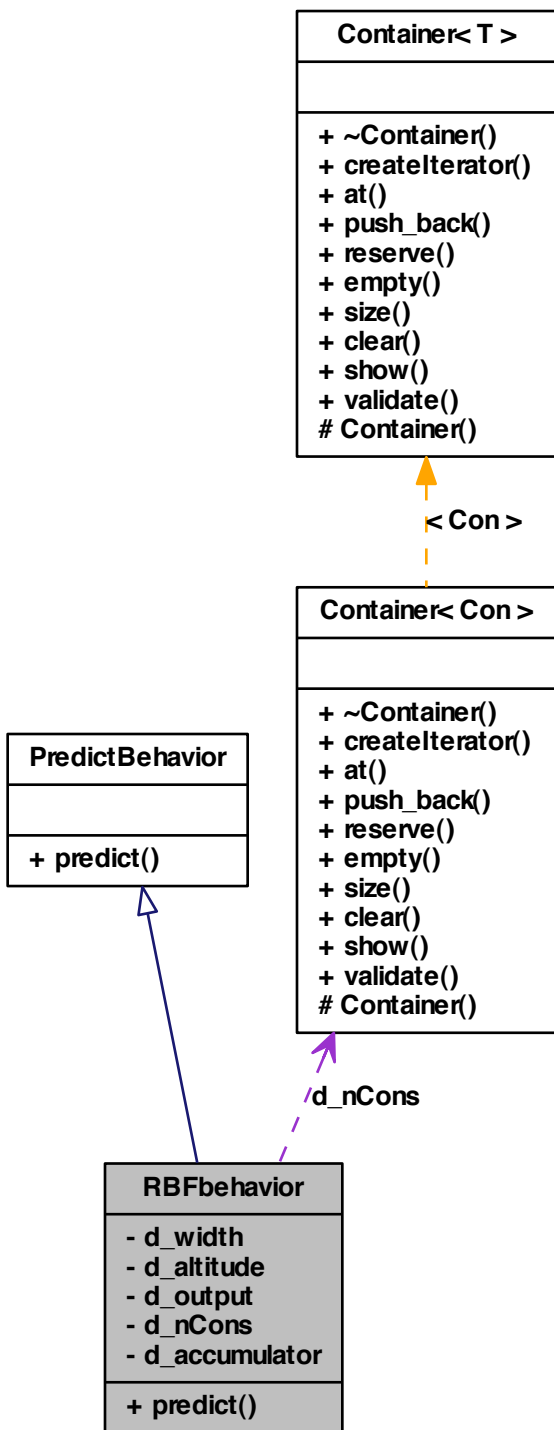 Container< T >
+ ~Container()
+ createIterator()
+ at()
+ push_back()
+ reserve()
+ empty()
+ size()
+ clear()
+ show()
+ validate()
# Container()
< Con >
Container< Con >
+ ~Container()
+ createIterator()
+ at()
+ push_back()
+ reserve()
+ empty()
+ size()
+ clear()
+ show()
+ validate()
# Container()
PredictBehavior
+ predict()
d_nCons
RBFbehavior
- d_width
- d_altitude
- d_output
- d_nCons
- d_accumulator
+ predict()